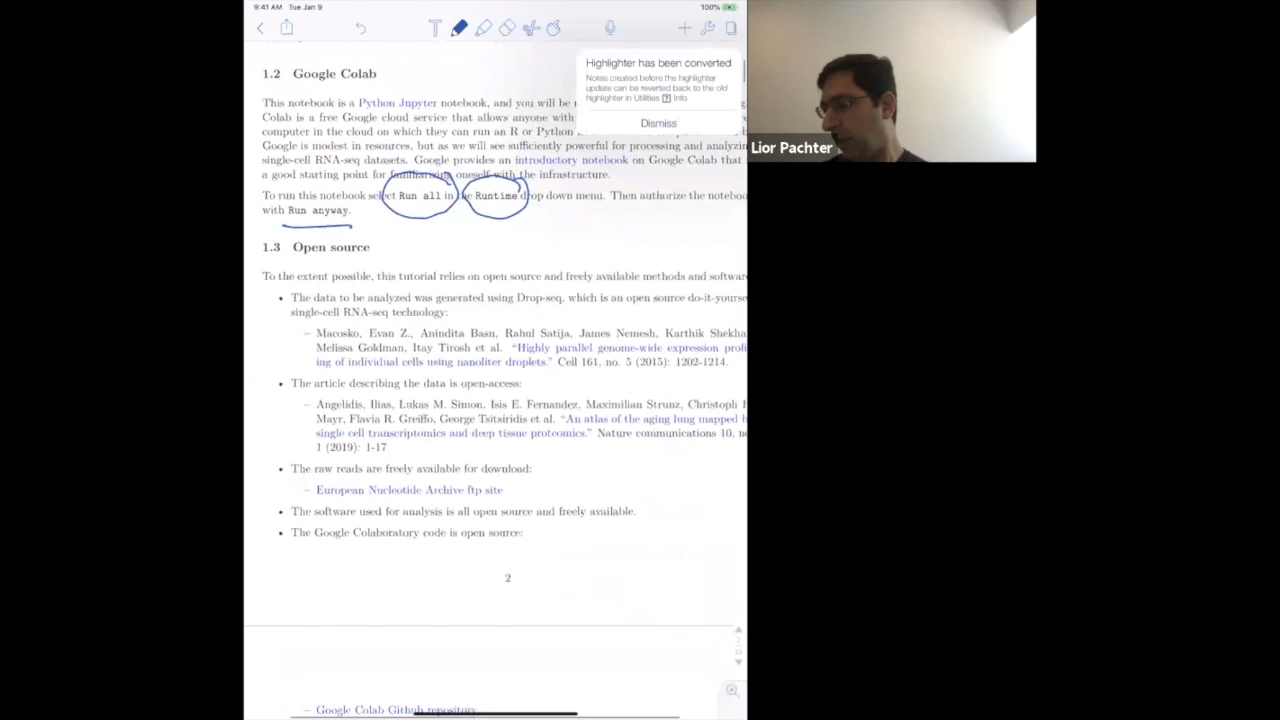 9:41 AM Tue Jan 9
100%
T
Highlighter has been converted
Notes created before the highlighter
update can be reverted back to the old
highlighter in Utilities ? Info
Dismiss
Lior Pachter
1.2 Google Colab
This notebook is a Python Jupyter notebook, and you will be
Colab is a free Google cloud service that allows anyone with
computer in the cloud on which they can run an R or Python
Google is modest in resources, but as we will see sufficiently powerful for processing and analyzin
single-cell RNA-seq datasets. Google provides an introductory notebook on Google Colab that
a good starting point for familiarizing oneself with the infrastructure.
To run this notebook select Run all in the Runtime drop down menu. Then authorize the noteboo
with Run anyway.
1.3 Open source
To the extent possible, this tutorial relies on open source and freely available methods and software
• The data to be analyzed was generated using Drop-seq, which is an open source do-it-yourse
single-cell RNA-seq technology:
– Macosko, Evan Z., Anindita Basu, Rahul Satija, James Nemesh, Karthik Shekha
Melissa Goldman, Itay Tirosh et al. “Highly parallel genome-wide expression profi
ing of individual cells using nanoliter droplets.” Cell 161, no. 5 (2015): 1202-1214.
• The article describing the data is open-access:
– Angelidis, Ilias, Lukas M. Simon, Isis E. Fernandez, Maximilian Strunz, Christoph H
Mayr, Flavia R. Greiffo, George Tsitsiridis et al. “An atlas of the aging lung mapped b
single cell transcriptomics and deep tissue proteomics.” Nature communications 10, no
1 (2019): 1-17
• The raw reads are freely available for download:
– European Nucleotide Archive ftp site
• The software used for analysis is all open source and freely available.
• The Google Colaboratory code is open source:
2
– Google Colab Github repository